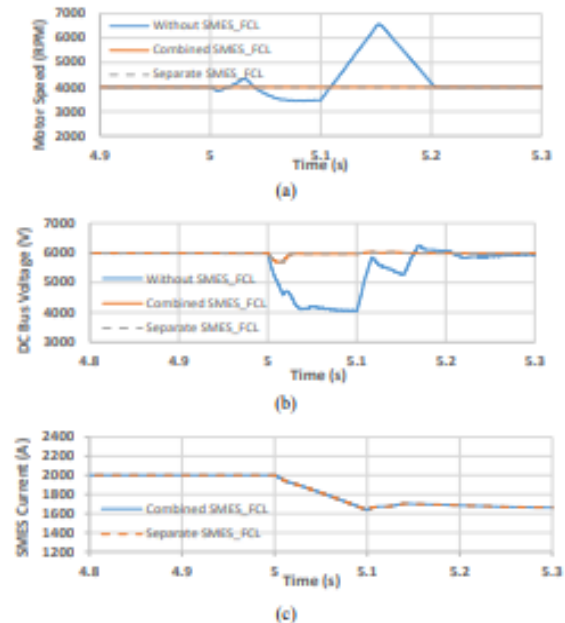 7000
6000
5000
4000
3000
2000
Motor Speed (RPM)
Without SMES_FCL
Combined SMES_FCL
Separate SMES_FCL
4.9 5 5.1 5.2 5.3
Time (s)
(a)
7000
6000
5000
4000
3000
DC Bus Voltage (V)
Without SMES_FCL
Combined SMES_FCL
Separate SMES_FCL
4.8 4.9 5 5.1 5.2 5.3
Time (s)
(b)
2400
2200
2000
1800
1600
1400
1200
SMES Current (A)
Combined SMES_FCL
Separate SMES_FCL
4.8 4.9 5 5.1 5.2 5.3
Time (s)
(c)